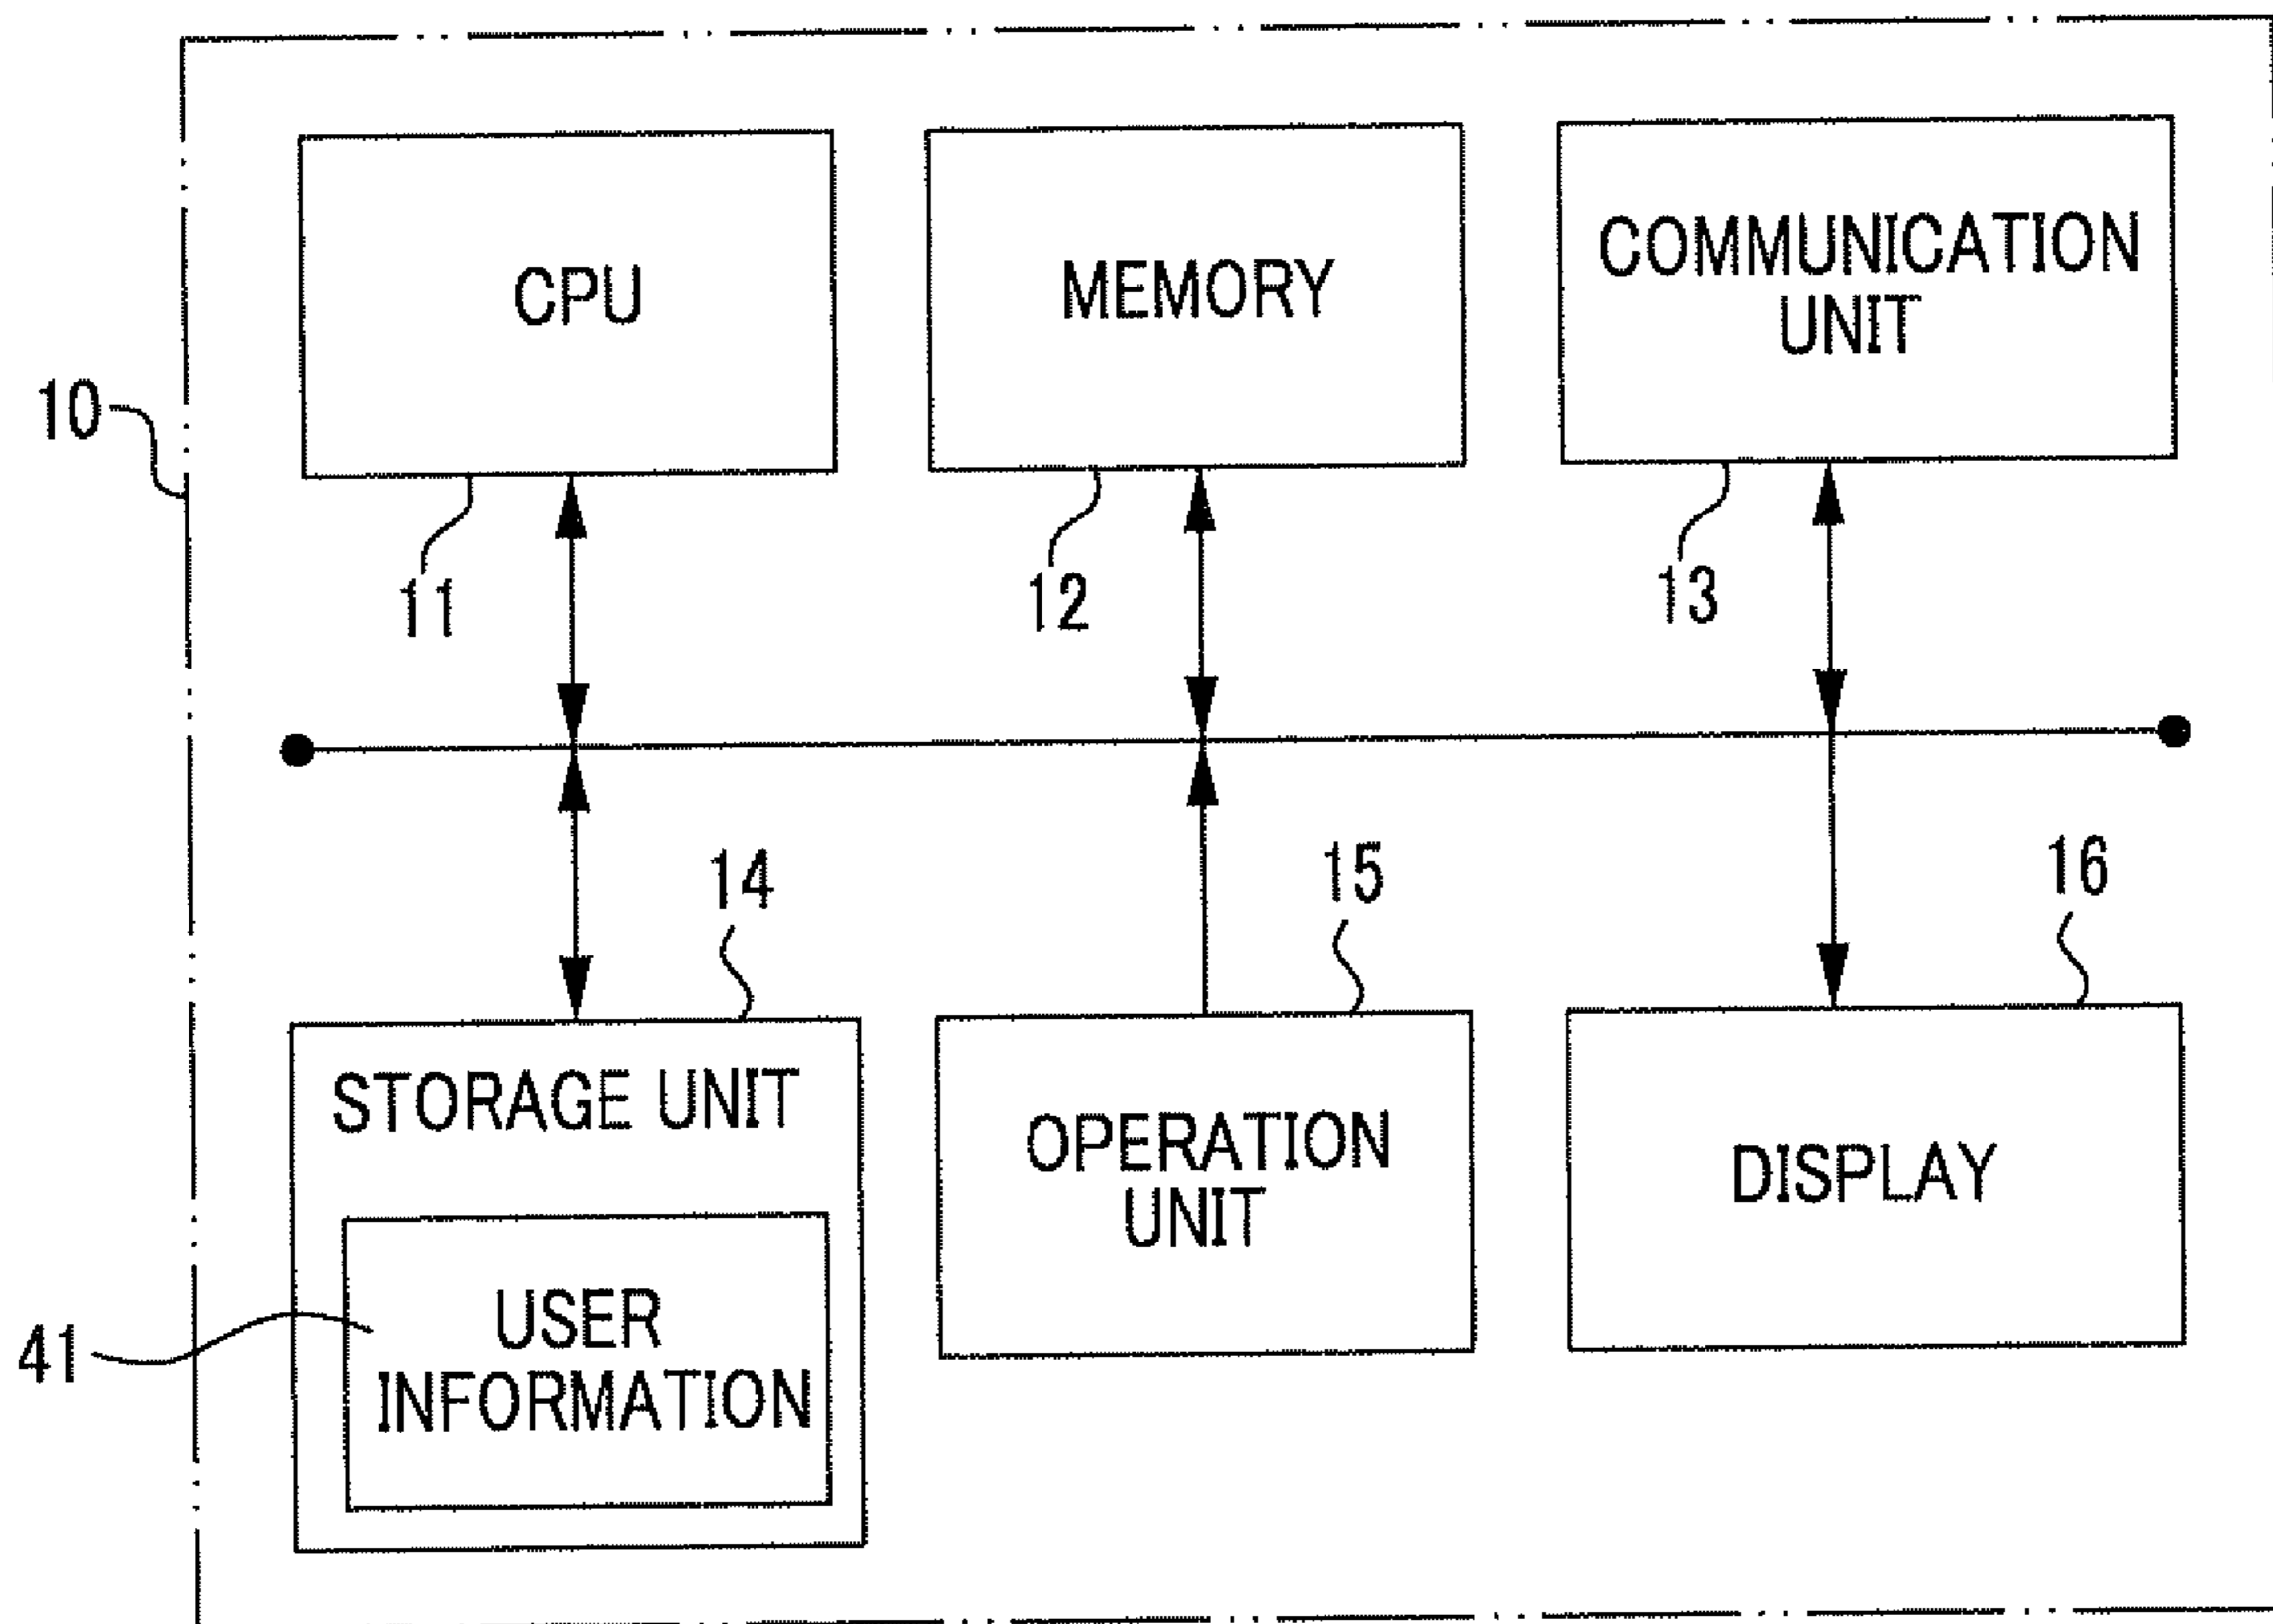 CPU
MEMORY
COMMUNICATION
UNIT
10
11
12
13
14
15
16
STORAGE UNIT
OPERATION
UNIT
DISPLAY
USER
INFORMATION
41